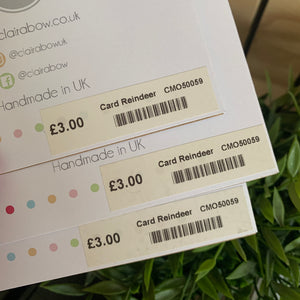 clairabow.co.uk
@clairabowuk
@clairabow
Handmade in UK
Card Reindeer CMO50059
£3.00
Handmade in UK
Card Reindeer CMO50059
£3.00
Card Reindeer CMO50059
£3.00